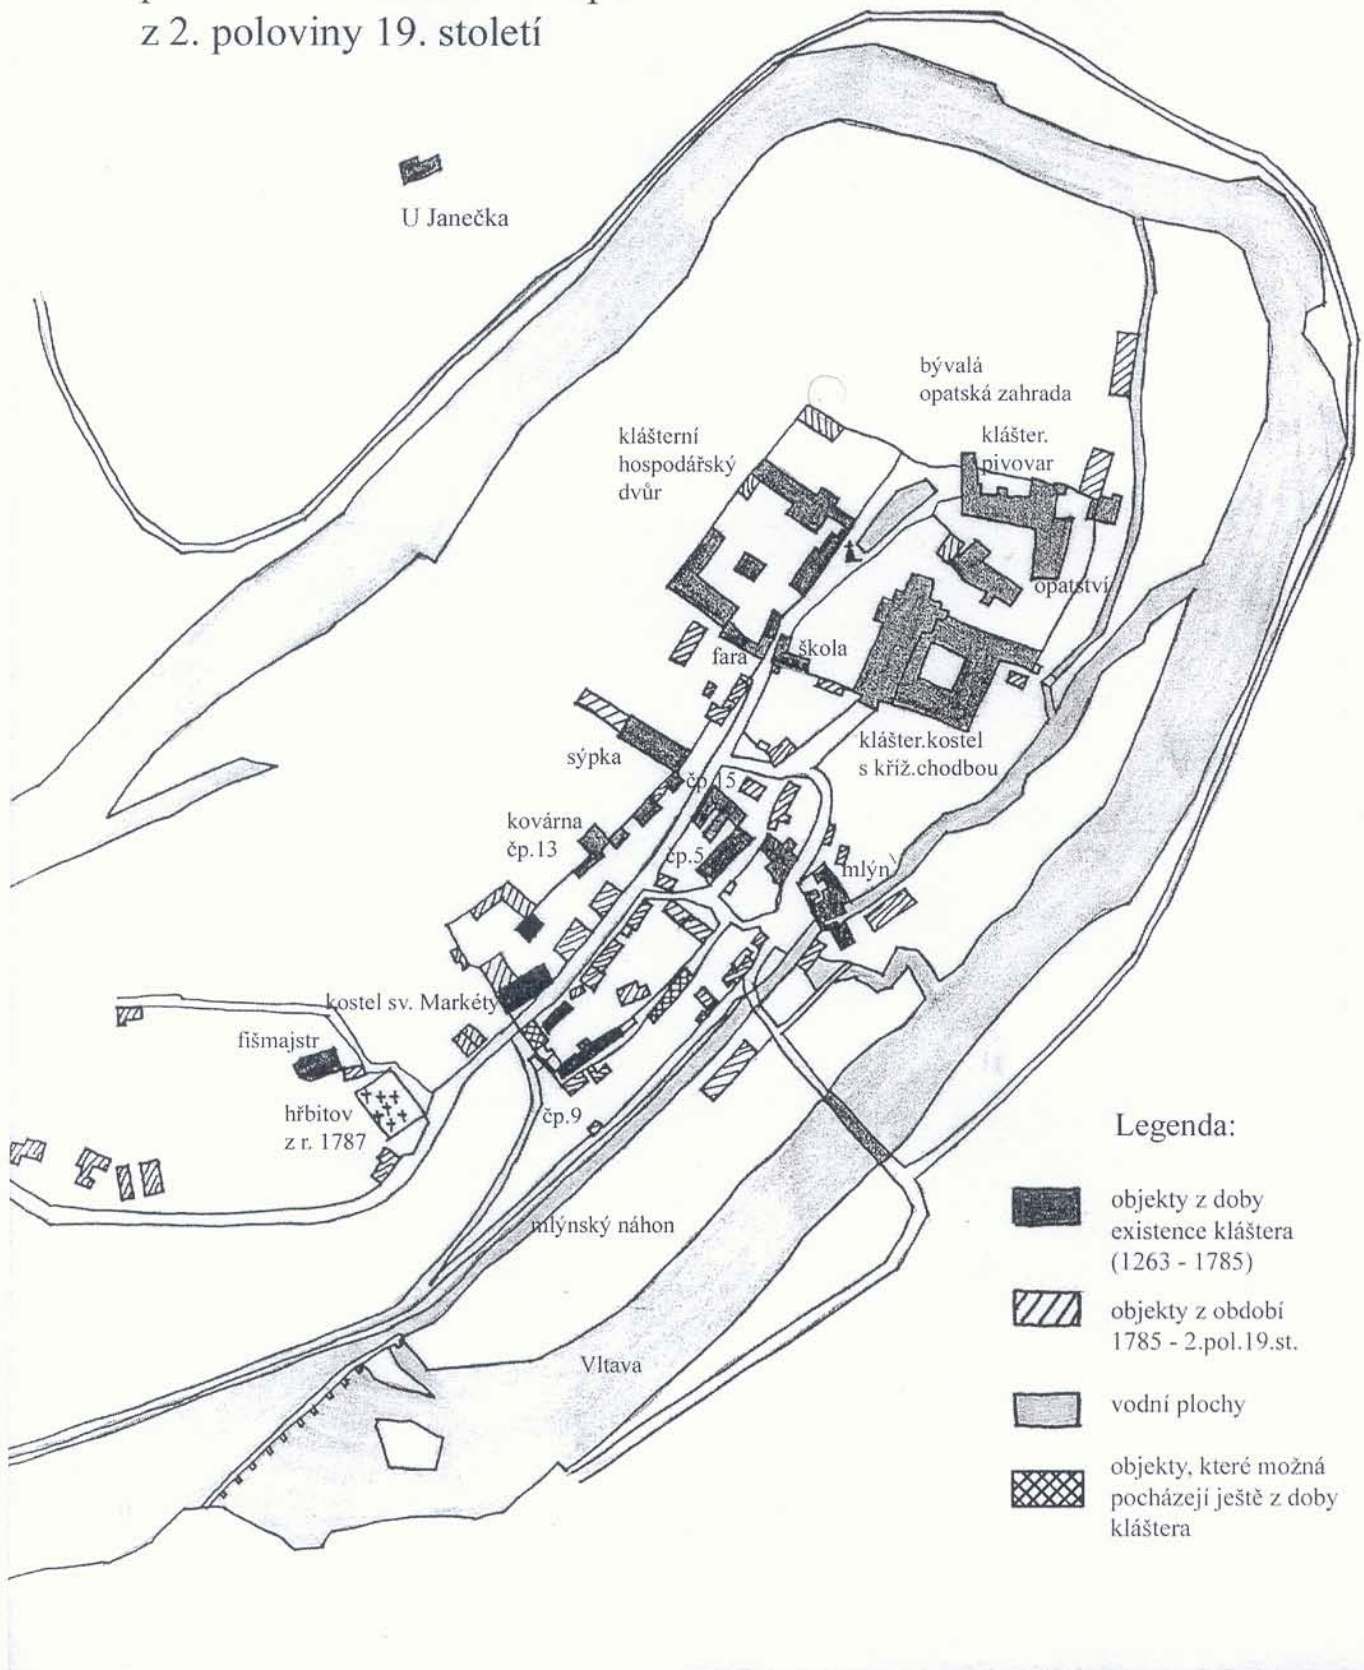 z 2. poloviny 19. století
U Janečka
bývalá
opatská zahrada
klášter.
pivovar
klášterní
hospodářský
dvůr
opatství
fara
škola
klášter.kostel
s kříž.chodbou
sýpka
čp.15
kovárna
čp.13
čp.5
mlýn
kostel sv. Markéty
fišmajstr
hřbitov
z r. 1787
čp.9
mlýnský náhon
Vltava
Legenda:
objekty z doby
existence kláštera
(1263 - 1785)
objekty z období
1785 - 2.pol.19.st.
vodní plochy
objekty, které možná
pocházejí ještě z doby
kláštera